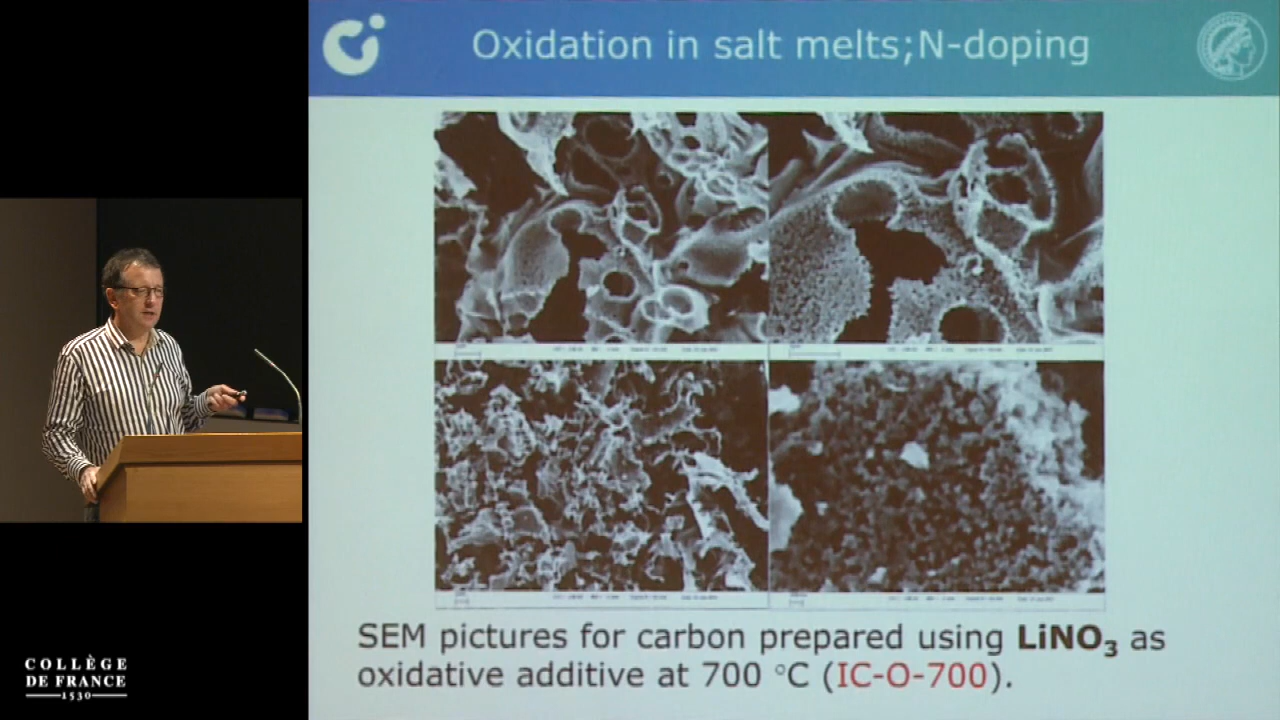 Oxidation in salt melts;N-doping
SEM pictures for carbon prepared using LiNO₃ as
oxidative additive at 700 °C (IC-O-700).
COLLÈGE
DE FRANCE
1530